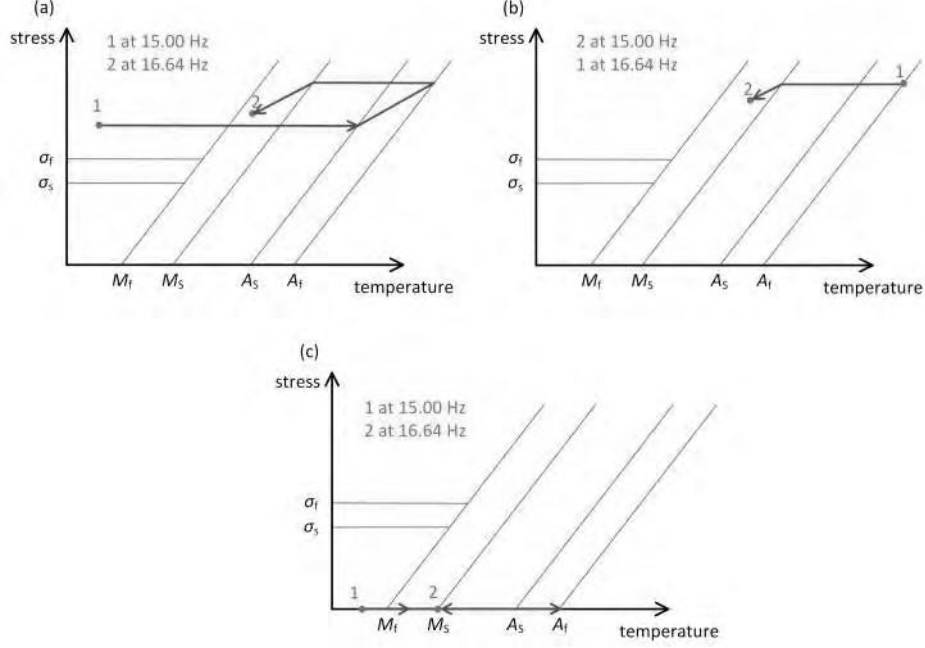 (a)
stress
1 at 15.00 Hz
2 at 16.64 Hz
1
2
σf
σs
Mf Ms As Af
temperature
(b)
stress
2 at 15.00 Hz
1 at 16.64 Hz
1
2
σf
σs
Mf Ms As Af
temperature
(c)
stress
1 at 15.00 Hz
2 at 16.64 Hz
σf
σs
1 2
Mf Ms As Af
temperature